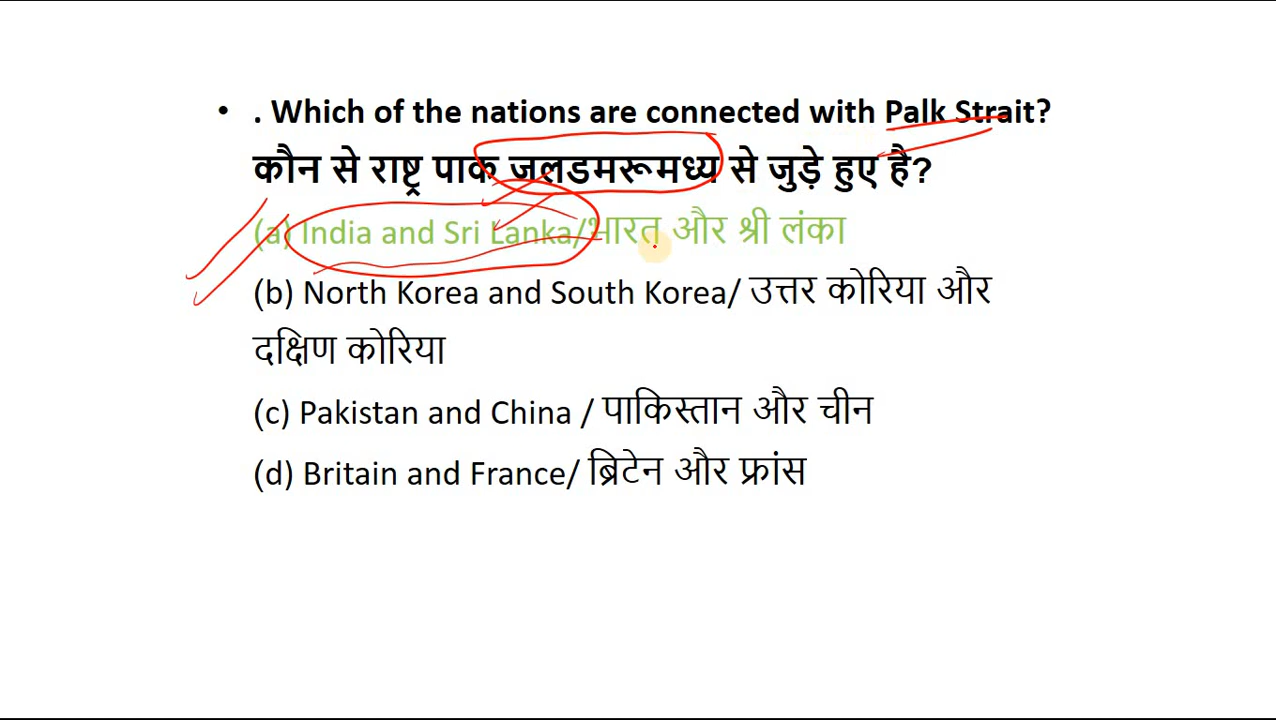 • . Which of the nations are connected with Palk Strait?
कौन से राष्ट्र पाक जलडमरूमध्य से जुड़े हुए है?
(a) India and Sri Lanka/भारत और श्री लंका
(b) North Korea and South Korea/ उत्तर कोरिया और
दक्षिण कोरिया
(c) Pakistan and China / पाकिस्तान और चीन
(d) Britain and France/ ब्रिटेन और फ्रांस